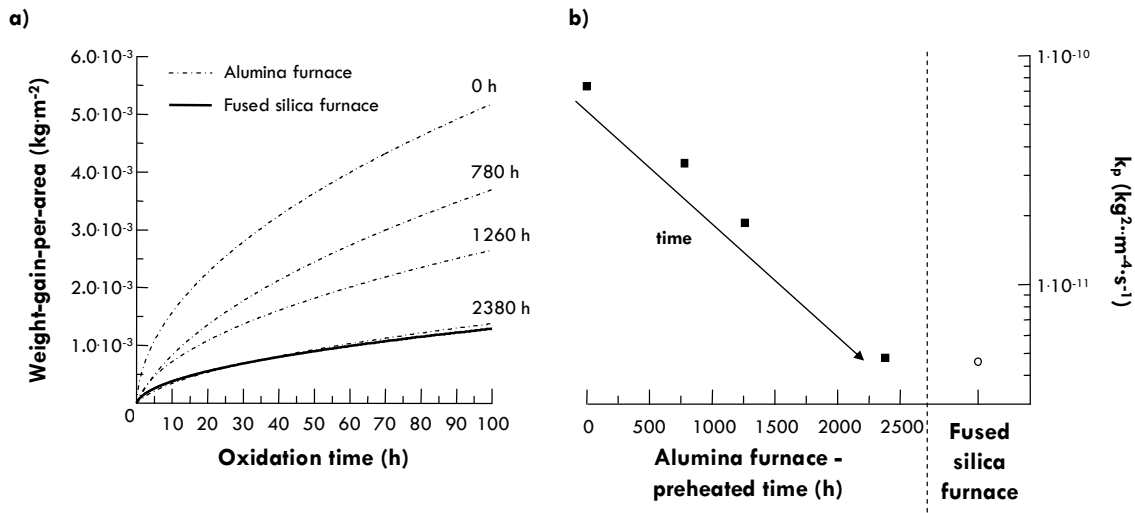 a)
Weight-gain-per-area (kg·m⁻²)
6.0·10⁻³
5.0·10⁻³
4.0·10⁻³
3.0·10⁻³
2.0·10⁻³
1.0·10⁻³
Alumina furnace
Fused silica furnace
0 h
780 h
1260 h
2380 h
0 10 20 30 40 50 60 70 80 90 100
Oxidation time (h)
b)
time
1·10⁻¹⁰
1·10⁻¹¹
kₚ (kg²·m⁻⁴·s⁻¹)
0 500 1000 1500 2000 2500
Alumina furnace -
preheated time (h)
Fused
silica
furnace